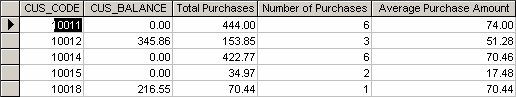 CUS_CODE CUS_BALANCE Total Purchases Number of Purchases Average Purchase Amount
10011 0.00 444.00 6 74.00
10012 345.86 153.85 3 51.28
10014 0.00 422.77 6 70.46
10015 0.00 34.97 2 17.48
10018 216.55 70.44 1 70.44